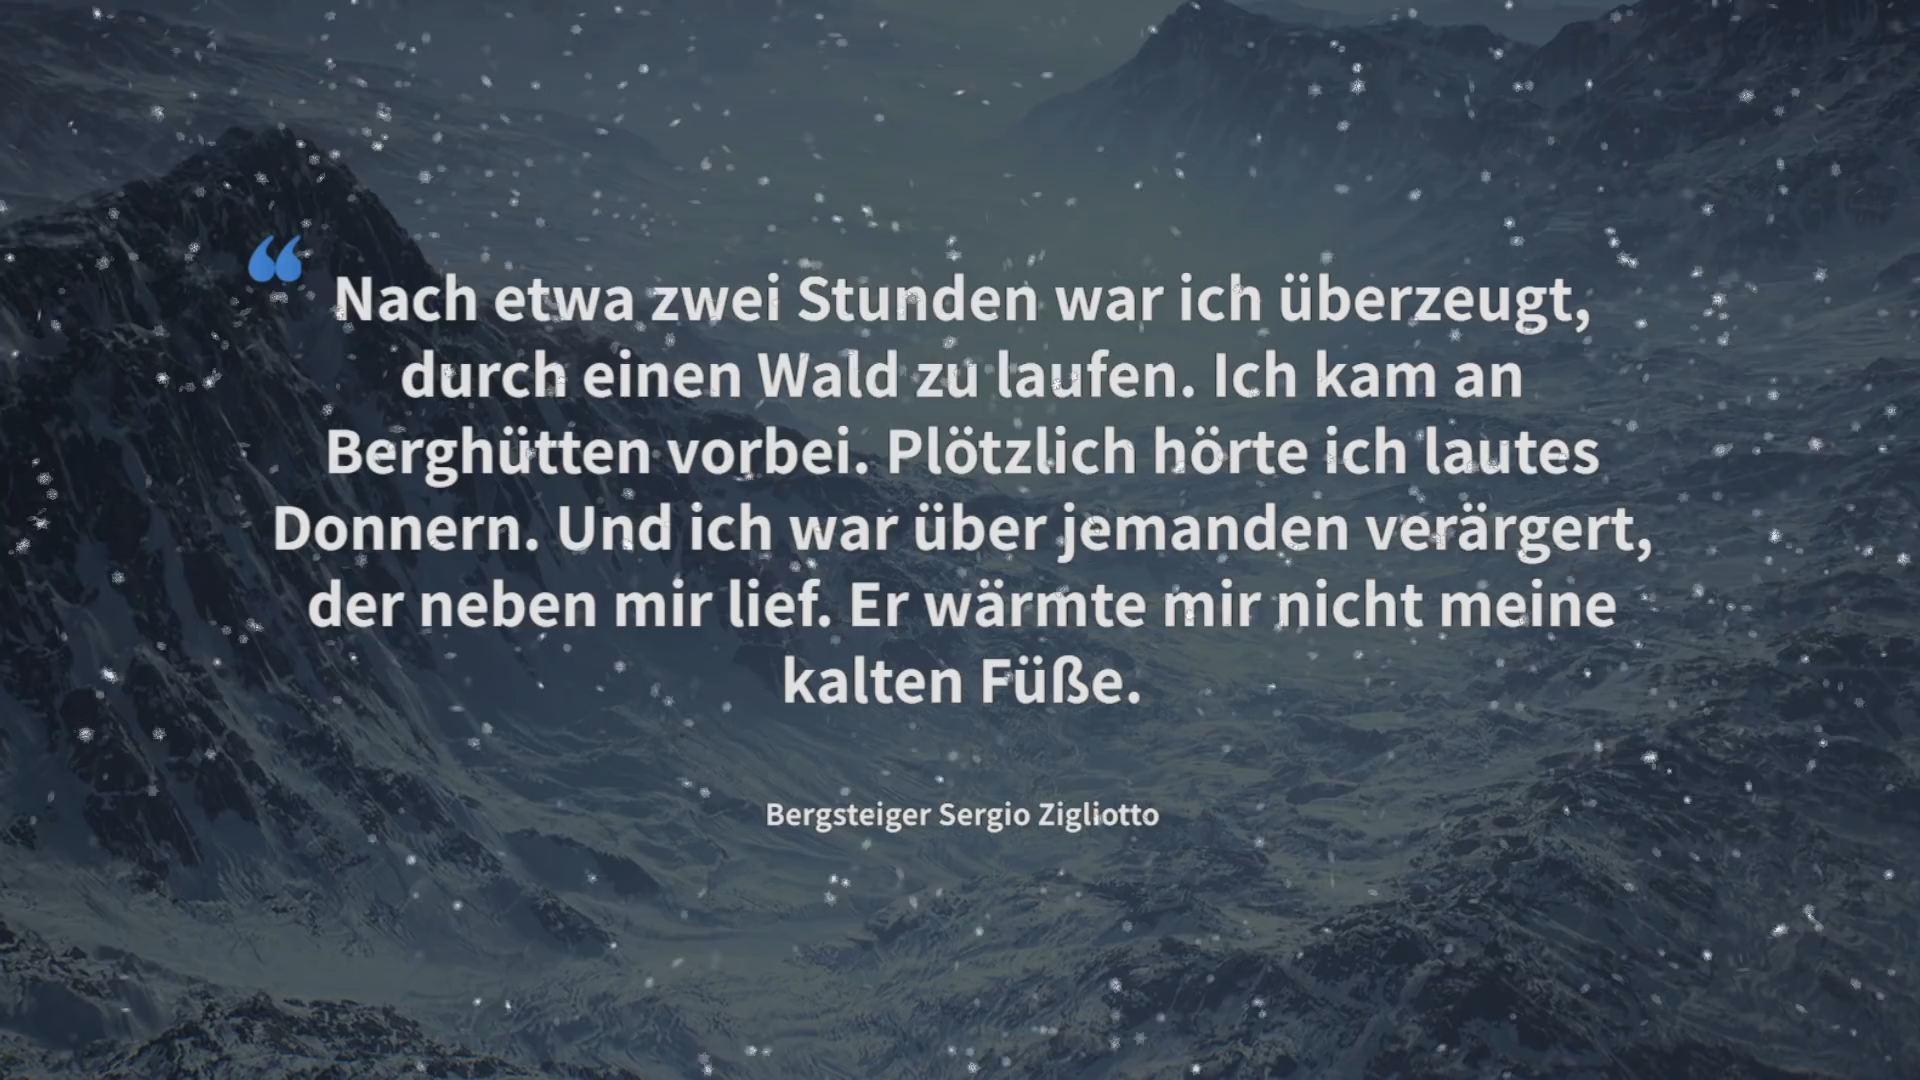 “ Nach etwa zwei Stunden war ich überzeugt,
durch einen Wald zu laufen. Ich kam an
Berghütten vorbei. Plötzlich hörte ich lautes
Donnern. Und ich war über jemanden verärgert,
der neben mir lief. Er wärmte mir nicht meine
kalten Füße.
Bergsteiger Sergio Zigliotto